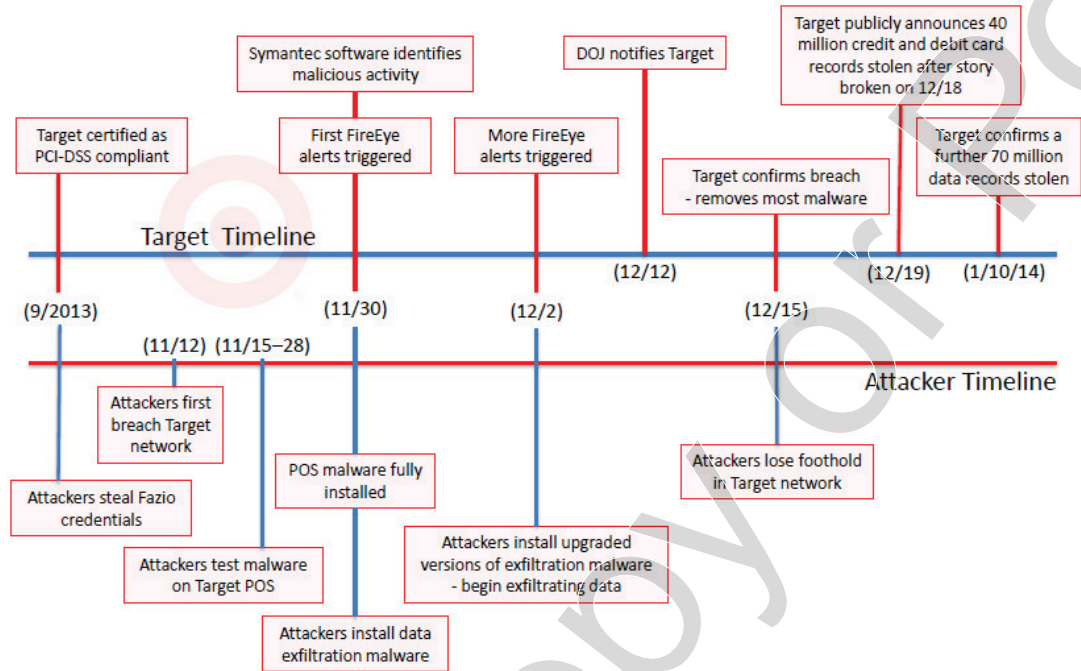 Symantec software identifies
malicious activity
DOJ notifies Target
Target publicly announces 40
million credit and debit card
records stolen after story
broken on 12/18
Target certified as
PCI-DSS compliant
First FireEye
alerts triggered
More FireEye
alerts triggered
Target confirms breach
- removes most malware
Target confirms a
further 70 million
data records stolen
Target Timeline
(9/2013)
(11/30)
(12/2)
(12/12)
(12/15)
(12/19)
(1/10/14)
(11/12)
(11/15–28)
Attacker Timeline
Attackers first
breach Target
network
Attackers steal Fazio
credentials
Attackers test malware
on Target POS
POS malware fully
installed
Attackers install data
exfiltration malware
Attackers install upgraded
versions of exfiltration malware
- begin exfiltrating data
Attackers lose foothold
in Target network
opy or Po